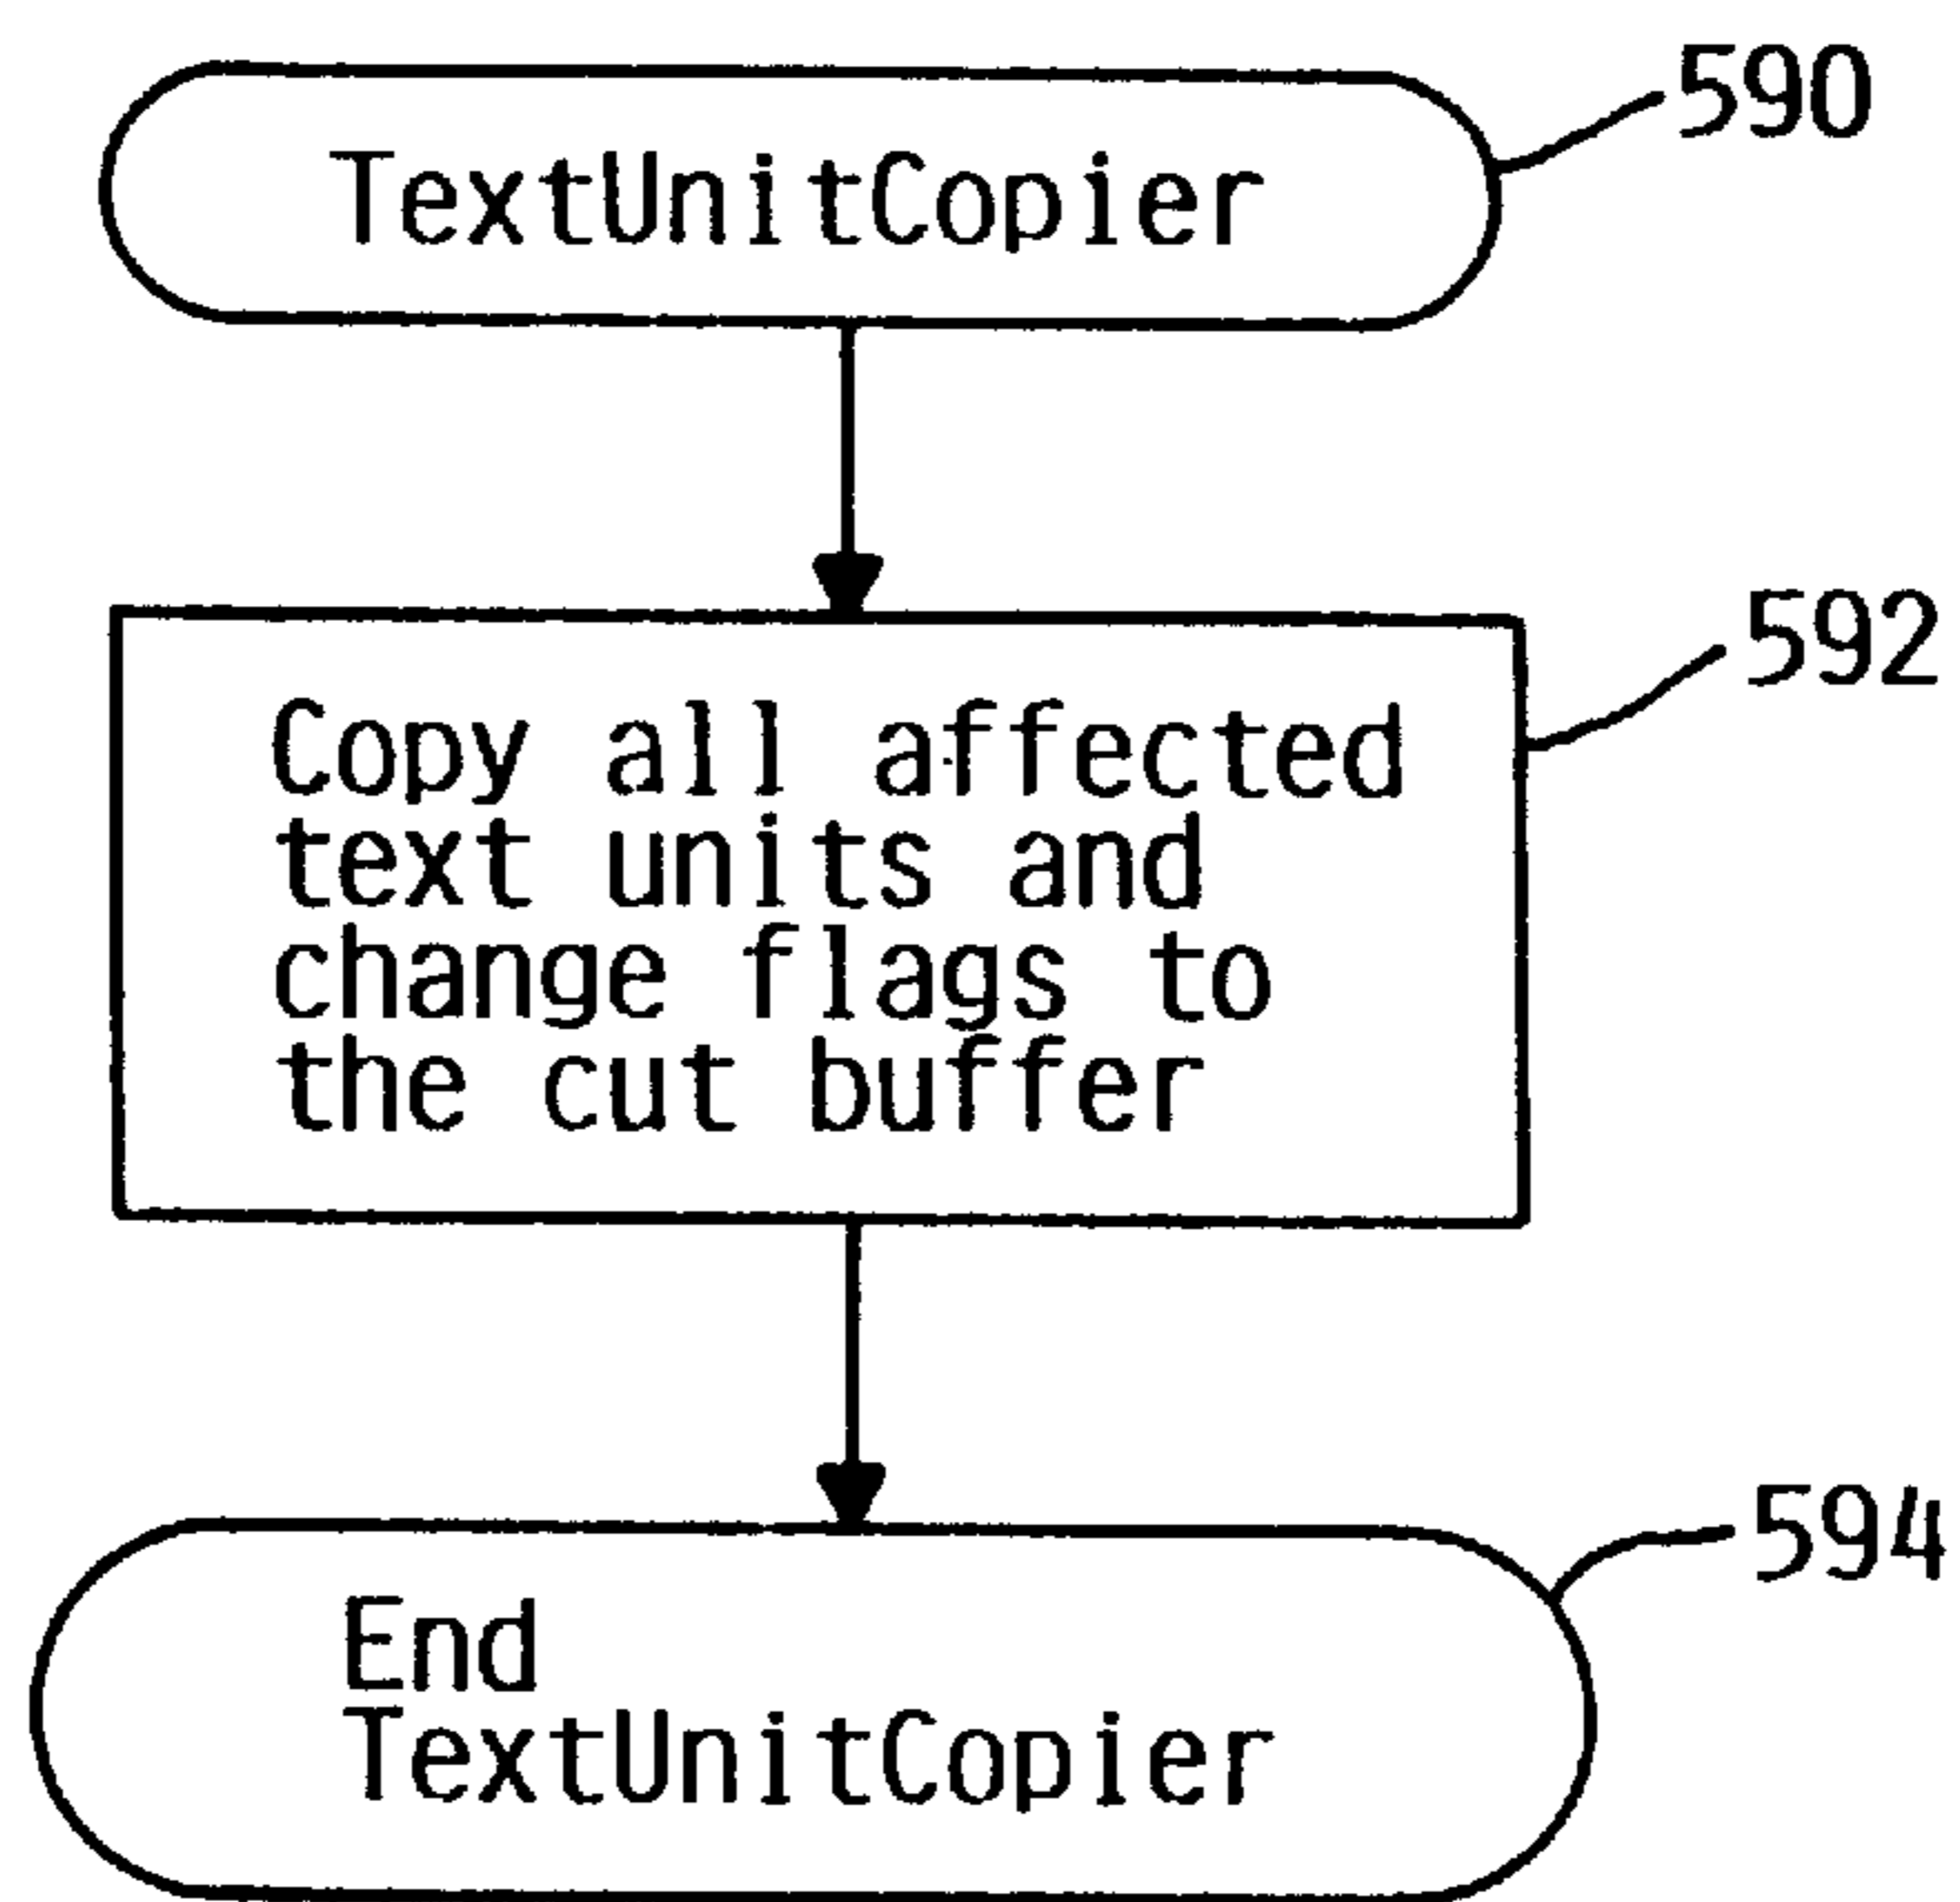 590
TextUnitCopier
592
Copy all affected
text units and
change flags to
the cut buffer
594
End
TextUnitCopier